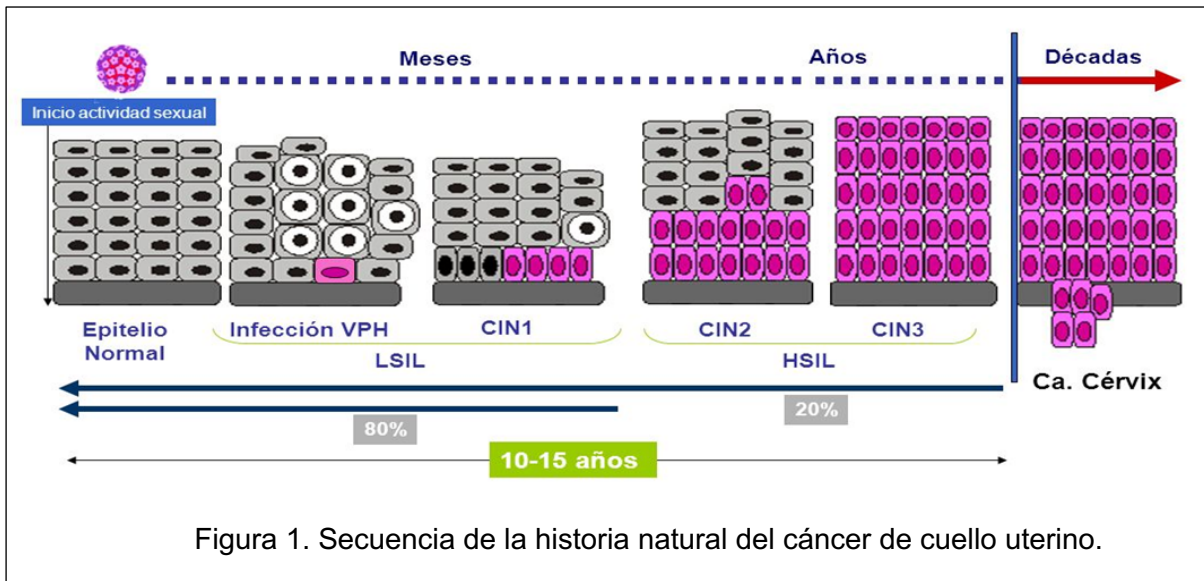 Meses
Años
Décadas
Inicio actividad sexual
Epitelio
Normal
Infección VPH
CIN1
CIN2
CIN3
LSIL
HSIL
Ca. Cérvix
80%
20%
10-15 años
Figura 1. Secuencia de la historia natural del cáncer de cuello uterino.